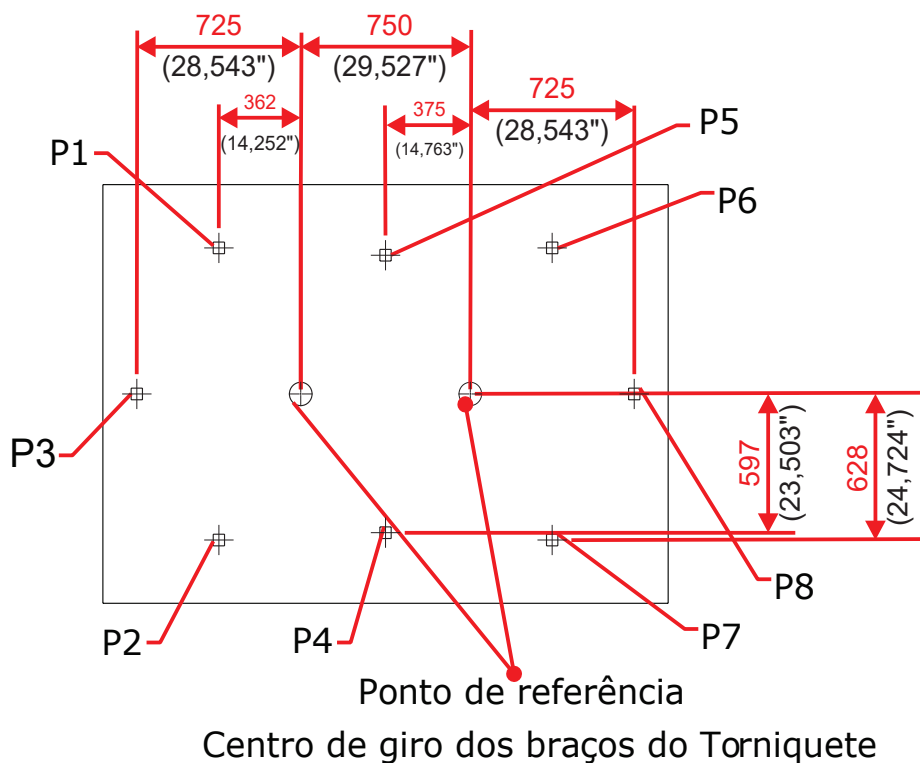 725
(28,543")
750
(29,527")
362
(14,252")
375
(14,763")
725
(28,543")
P1
P5
P6
P3
597
(23,503")
628
(24,724")
P8
P2
P4
P7
Ponto de referência
Centro de giro dos braços do Torniquete